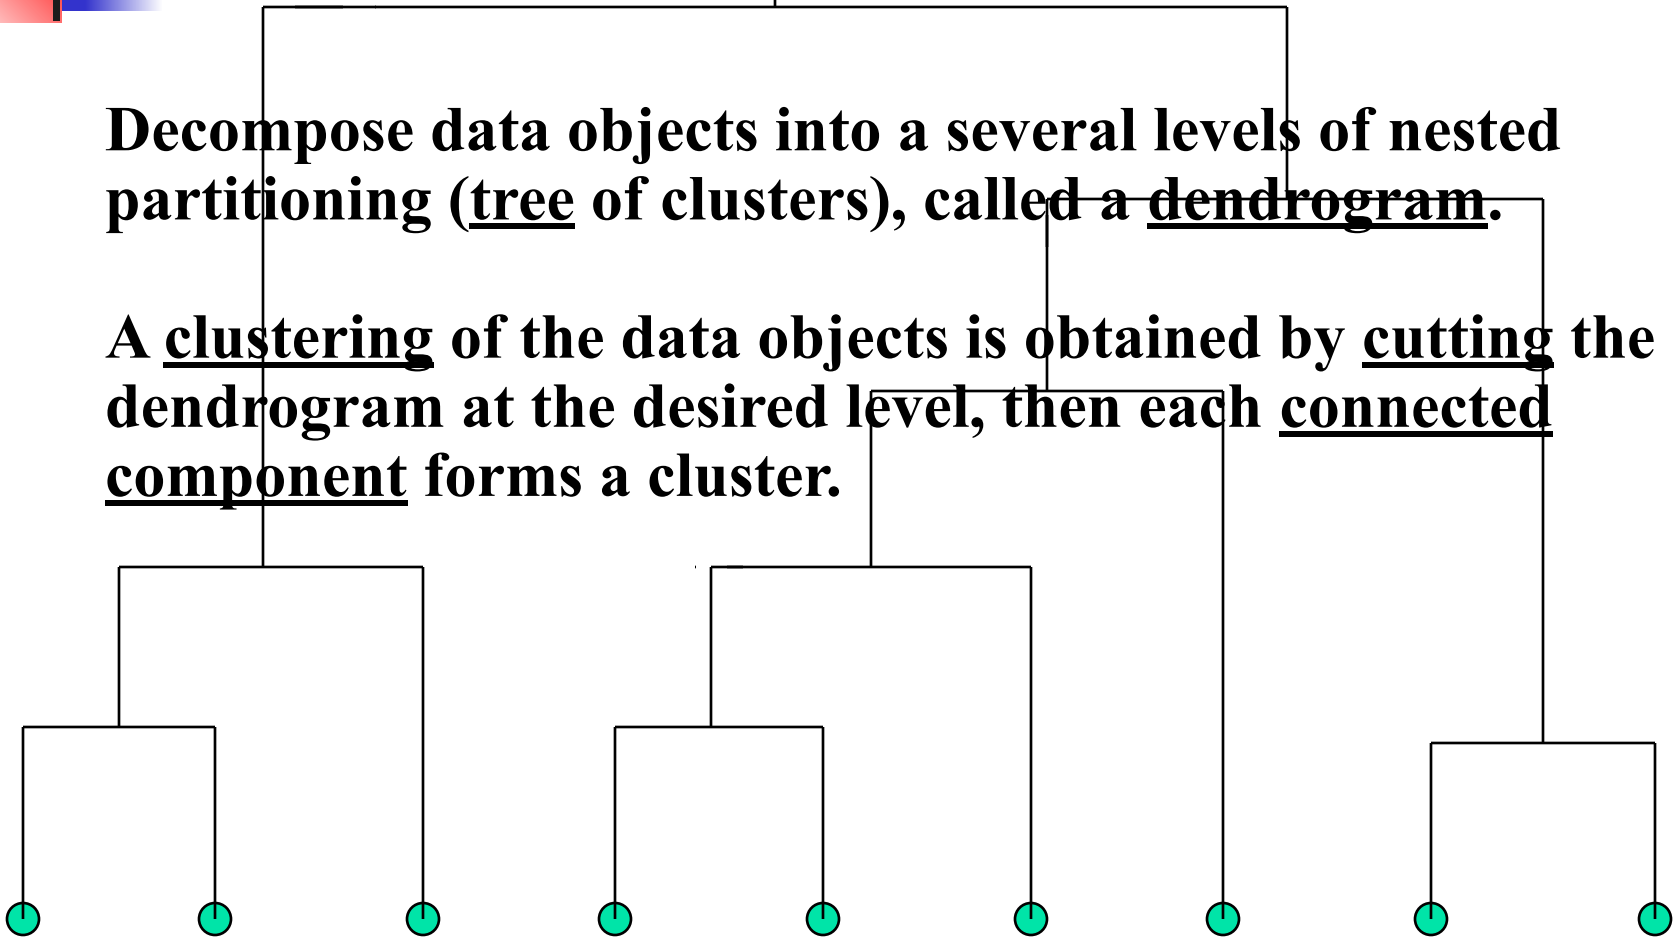 Decompose data objects into a several levels of nested
partitioning (tree of clusters), called a dendrogram.
A clustering of the data objects is obtained by cutting the
dendrogram at the desired level, then each connected
component forms a cluster.